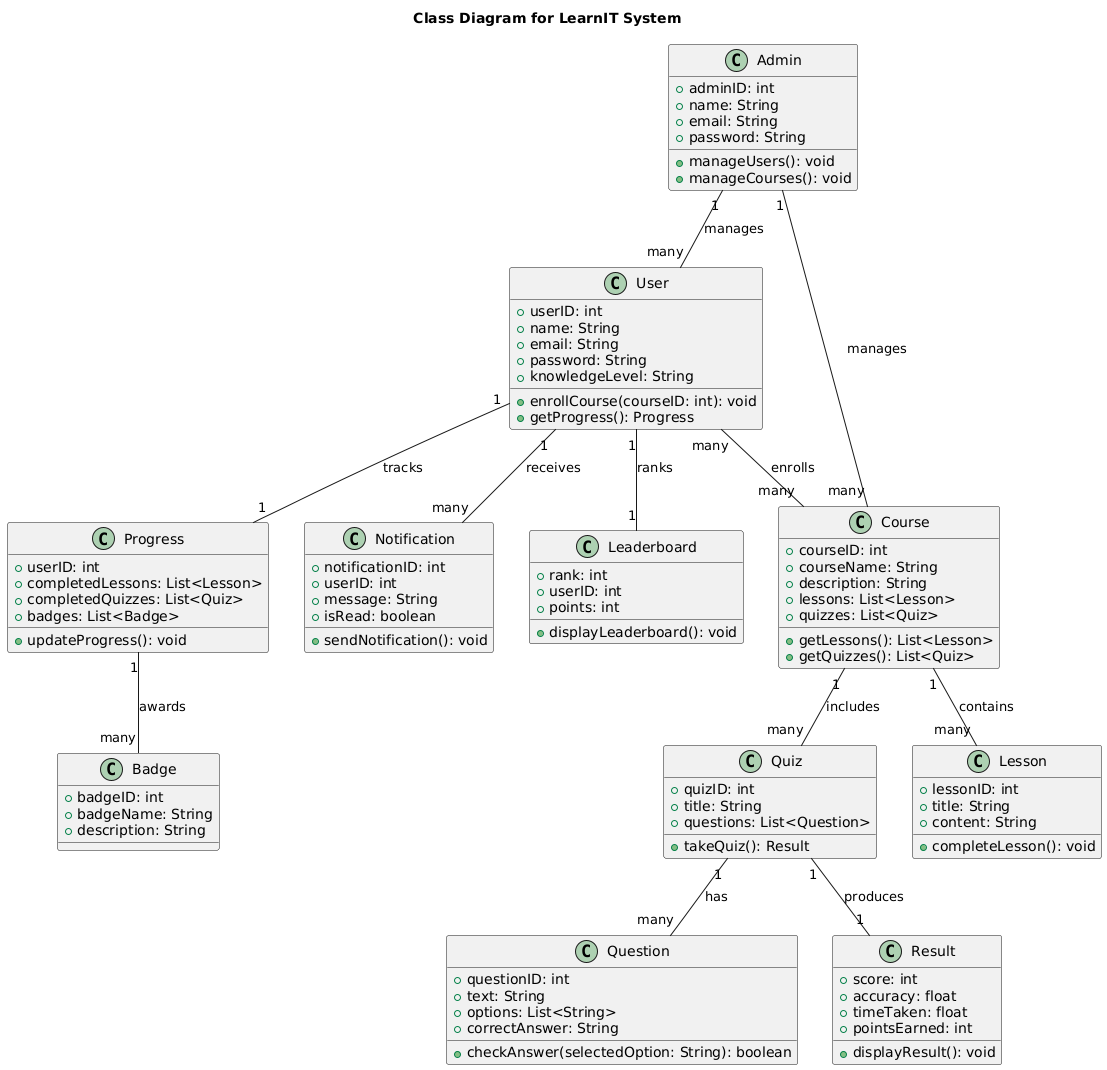 Class Diagram for LearnIT System
C Admin
adminID: int
name: String
email: String
password: String
manageUsers(): void
manageCourses(): void
1
1
manages
many
manages
many
C User
userID: int
name: String
email: String
password: String
knowledgeLevel: String
enrollCourse(courseID: int): void
getProgress(): Progress
1
1
1
many
tracks
receives
ranks
enrolls
1
many
1
many
C Progress
userID: int
completedLessons: List<Lesson>
completedQuizzes: List<Quiz>
badges: List<Badge>
updateProgress(): void
C Notification
notificationID: int
userID: int
message: String
isRead: boolean
sendNotification(): void
C Leaderboard
rank: int
userID: int
points: int
displayLeaderboard(): void
C Course
courseID: int
courseName: String
description: String
lessons: List<Lesson>
quizzes: List<Quiz>
getLessons(): List<Lesson>
getQuizzes(): List<Quiz>
1
awards
many
1
includes
many
1
contains
many
C Badge
badgeID: int
badgeName: String
description: String
C Quiz
quizID: int
title: String
questions: List<Question>
takeQuiz(): Result
C Lesson
lessonID: int
title: String
content: String
completeLesson(): void
1
has
many
1
produces
1
C Question
questionID: int
text: String
options: List<String>
correctAnswer: String
checkAnswer(selectedOption: String): boolean
C Result
score: int
accuracy: float
timeTaken: float
pointsEarned: int
displayResult(): void